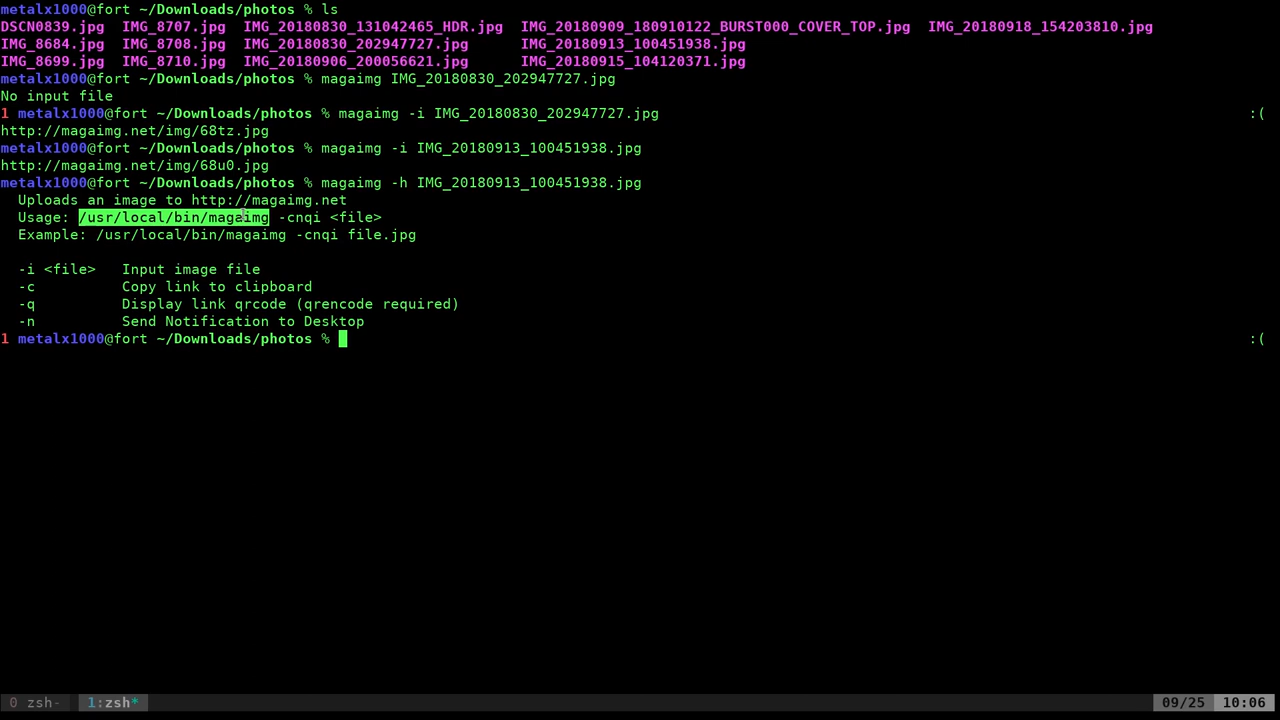 metalx1000@fort ~/Downloads/photos % ls
DSCN0839.jpg  IMG_8707.jpg  IMG_20180830_131042465_HDR.jpg  IMG_20180909_180910122_BURST000_COVER_TOP.jpg  IMG_20180918_154203810.jpg
IMG_8684.jpg  IMG_8708.jpg  IMG_20180830_202947727.jpg      IMG_20180913_100451938.jpg
IMG_8699.jpg  IMG_8710.jpg  IMG_20180906_200056621.jpg      IMG_20180915_104120371.jpg
metalx1000@fort ~/Downloads/photos % magaimg IMG_20180830_202947727.jpg
No input file
1 metalx1000@fort ~/Downloads/photos % magaimg -i IMG_20180830_202947727.jpg :(
http://magaimg.net/img/68tz.jpg
metalx1000@fort ~/Downloads/photos % magaimg -i IMG_20180913_100451938.jpg
http://magaimg.net/img/68u0.jpg
metalx1000@fort ~/Downloads/photos % magaimg -h IMG_20180913_100451938.jpg
  Uploads an image to http://magaimg.net
  Usage: /usr/local/bin/magaimg -cnqi <file>
  Example: /usr/local/bin/magaimg -cnqi file.jpg
  -i <file>   Input image file
  -c          Copy link to clipboard
  -q          Display link qrcode (qrencode required)
  -n          Send Notification to Desktop
1 metalx1000@fort ~/Downloads/photos % :(
0 zsh- 1:zsh* 09/25 10:06